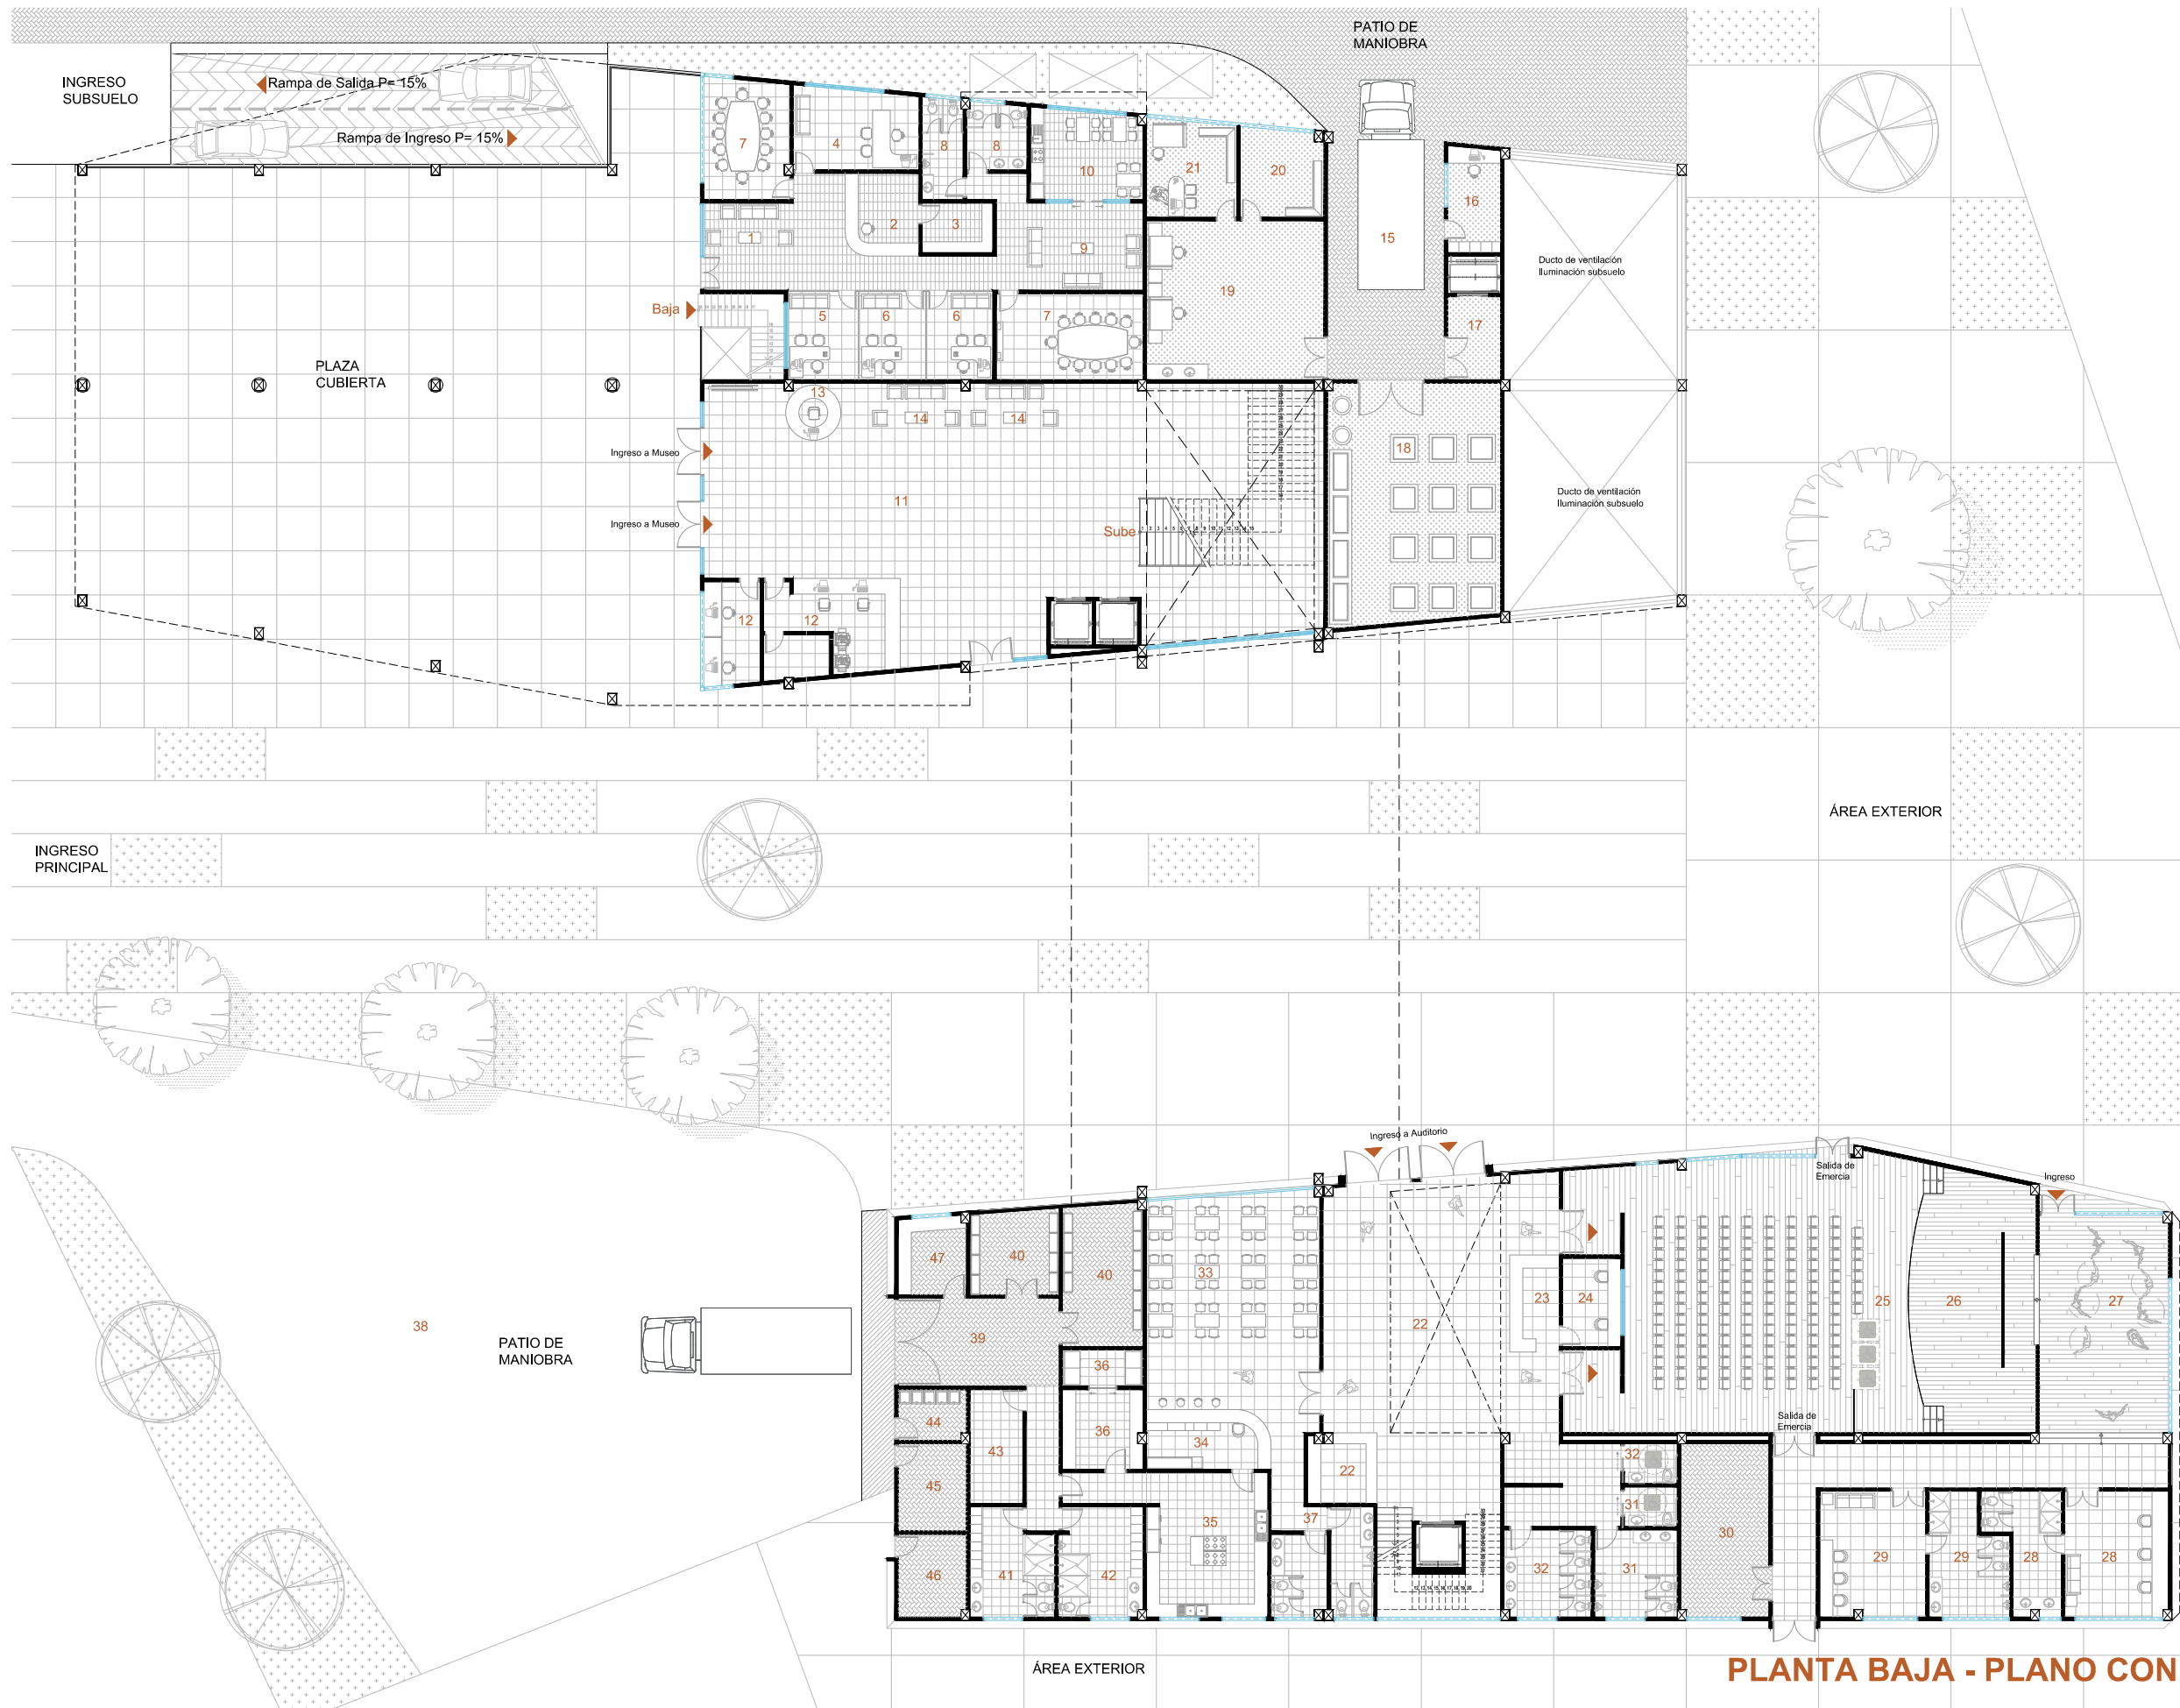 PATIO DE
MANIOBRA
INGRESO
SUBSUELO
Rampa de Salida P= 15%
Rampa de Ingreso P= 15%
7
4
8
8
10
21
20
16
1
2
3
9
15
Ducto de ventilación
Iluminación subsuelo
19
Baja
5
6
6
7
17
PLAZA
CUBIERTA
13
14
14
18
Ingreso a Museo
11
Ducto de ventilación
Iluminación subsuelo
Ingreso a Museo
Sube
12
12
ÁREA EXTERIOR
INGRESO
PRINCIPAL
Ingreso a Auditorio
Salida de
Emercia
Ingreso
47
40
40
33
23
24
25
26
27
38
PATIO DE
MANIOBRA
39
22
36
44
36
43
34
Salida de
Emercia
22
32
45
31
37
35
30
46
41
42
32
31
29
29
28
28
ÁREA EXTERIOR
PLANTA BAJA - PLANO CON